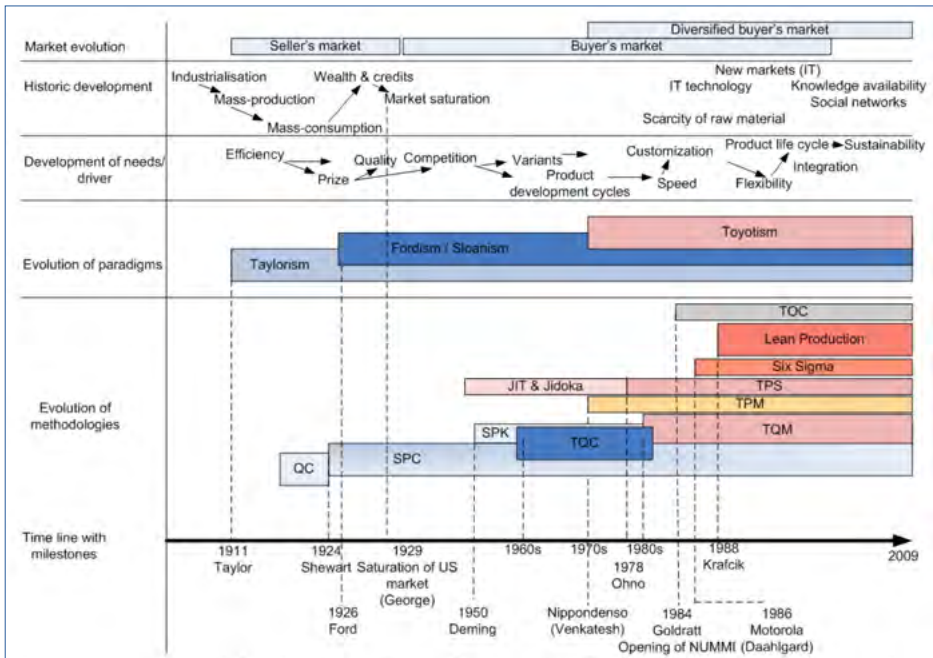 Diversified buyer's market
Market evolution
Seller's market
Buyer's market
Historic development
Industrialisation
Mass-production
Mass-consumption
Wealth & credits
Market saturation
New markets (IT)
IT technology
Knowledge availability
Social networks
Scarcity of raw material
Development of needs/
driver
Efficiency
Prize
Quality
Competition
Variants
Product
development cycles
Customization
Speed
Product life cycle
Flexibility
Integration
Sustainability
Evolution of paradigms
Taylorism
Fordism / Sloanism
Toyotism
Evolution of
methodologies
TOC
Lean Production
Six Sigma
JIT & Jidoka
TPS
TPM
SPK
TQC
TQM
QC
SPC
Time line with
milestones
1911
Taylor
1924
Shewart
1929
Saturation of US
market
(George)
1960s
1970s
1980s
1988
Krafcik
2009
1978
Ohno
1926
Ford
1950
Deming
Nippondenso
(Venkatesh)
1984
Goldratt
Opening of NUMMI
1986
Motorola
(Daahlgard)